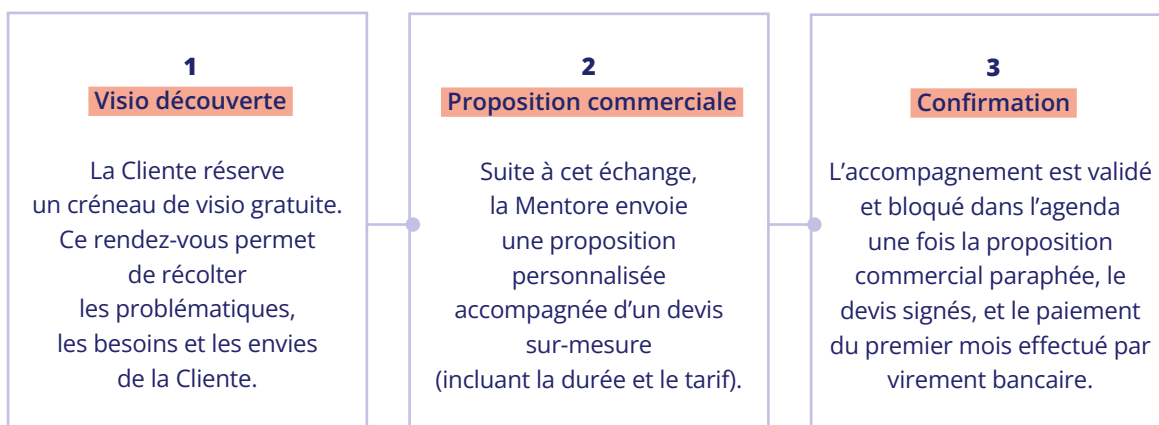 1
Visio découverte
La Cliente réserve
un créneau de visio gratuite.
Ce rendez-vous permet
de récolter
les problématiques,
les besoins et les envies
de la Cliente.
2
Proposition commerciale
Suite à cet échange,
la Mentore envoie
une proposition
personnalisée
accompagnée d’un devis
sur-mesure
(incluant la durée et le tarif).
3
Confirmation
L’accompagnement est validé
et bloqué dans l’agenda
une fois la proposition
commercial paraphée, le
devis signés, et le paiement
du premier mois effectué par
virement bancaire.